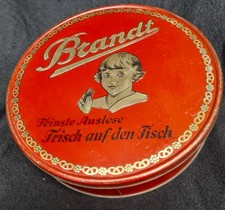 Brandt
Feinste Auslese
Frisch auf den Tisch